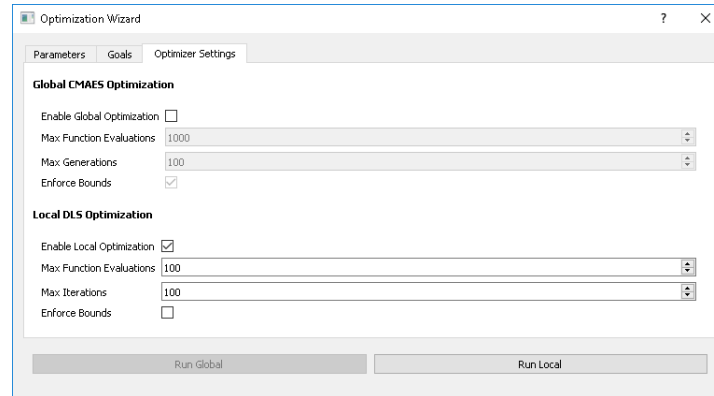 Optimization Wizard ?
Parameters Goals Optimizer Settings
Global CMAES Optimization
Enable Global Optimization
Max Function Evaluations 1000
Max Generations 100
Enforce Bounds
Local DLS Optimization
Enable Local Optimization
Max Function Evaluations 100
Max Iterations 100
Enforce Bounds
Run Global Run Local